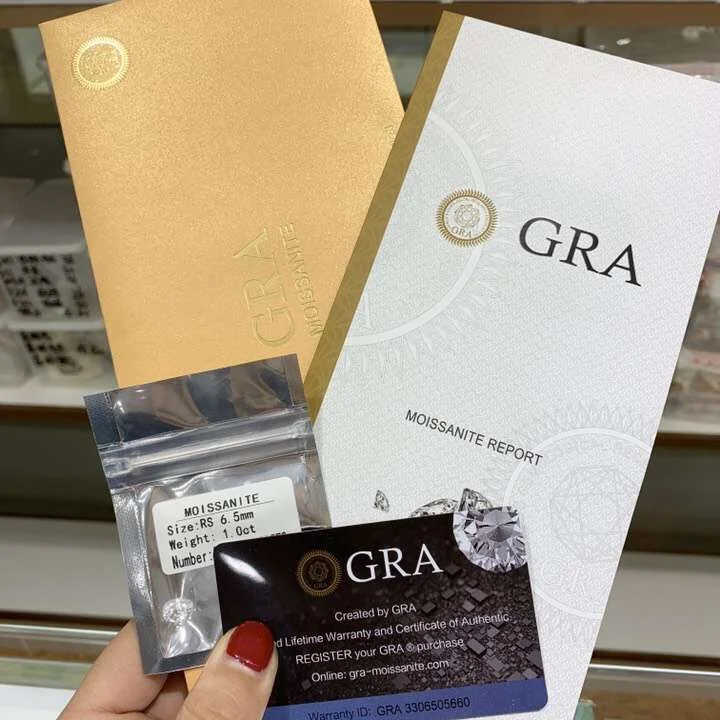 GRA
MOISSANITE
GRA
GRA
MOISSANITE REPORT
MOISSANITE
Size:RS 6.5mm
Weight: 1.0ct
Number:
GRA
GRA
Created by GRA
Lifetime Warranty and Certificate of Authentic
REGISTER your GRA ® purchase
Online: gra-moissanite.com
Warranty ID: GRA 3306505660